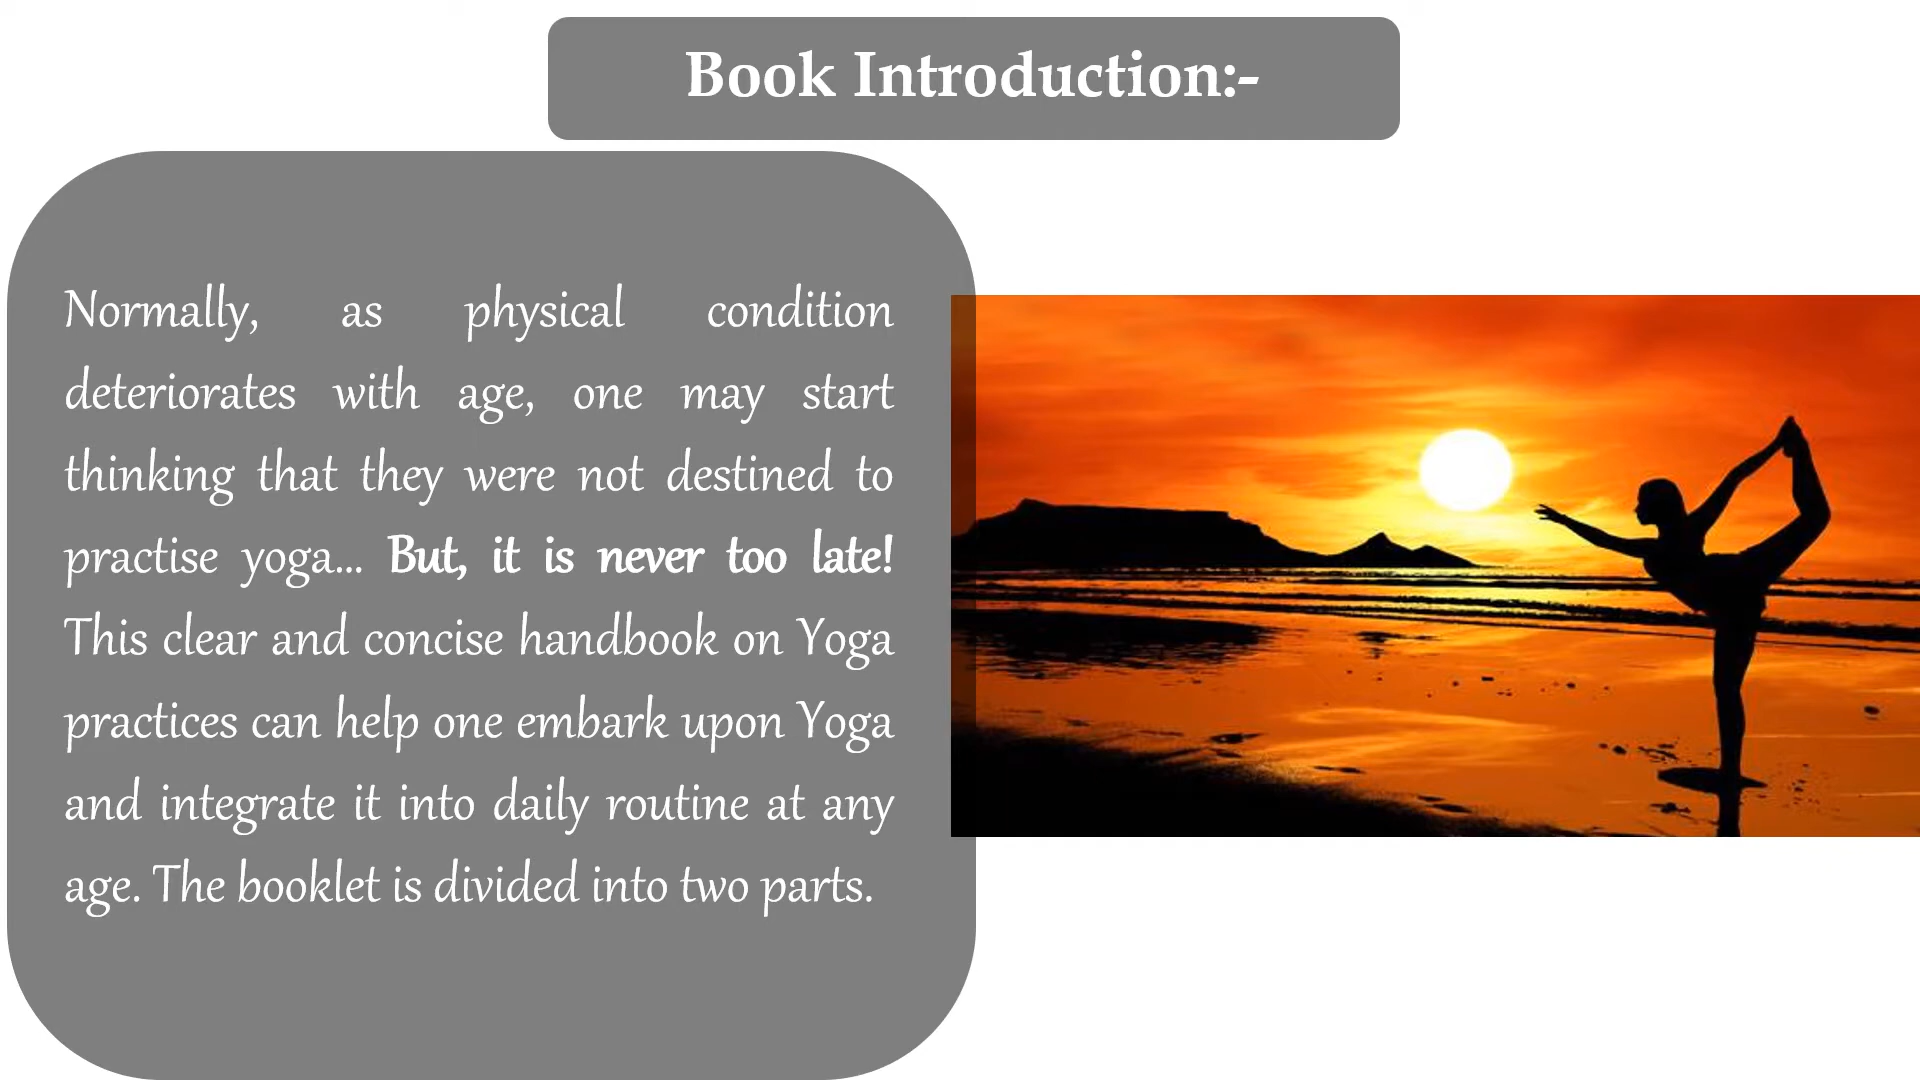 Book Introduction:-
Normally, as physical condition
deteriorates with age, one may start
thinking that they were not destined to
practise yoga... But, it is never too late!
This clear and concise handbook on Yoga
practices can help one embark upon Yoga
and integrate it into daily routine at any
age. The booklet is divided into two parts.